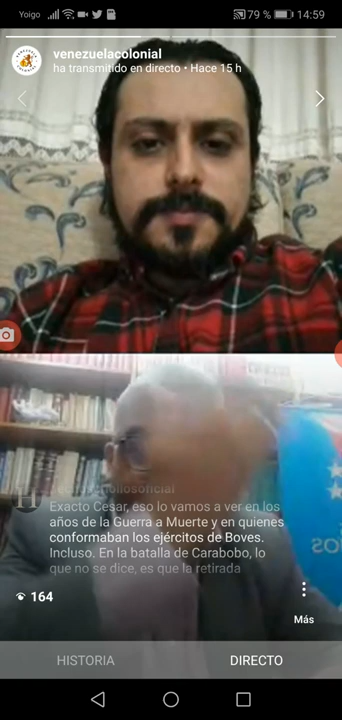 Yoigo 79 % 14:59
venezuelacolonial
ha transmitido en directo • Hace 15 h
Exacto Cesar, eso lo vamos a ver en los
años de la Guerra a Muerte y en quienes
conformaban los ejércitos de Boves.
Incluso. En la batalla de Carabobo, lo
que no se dice, es que la retirada
164
Más
HISTORIA DIRECTO